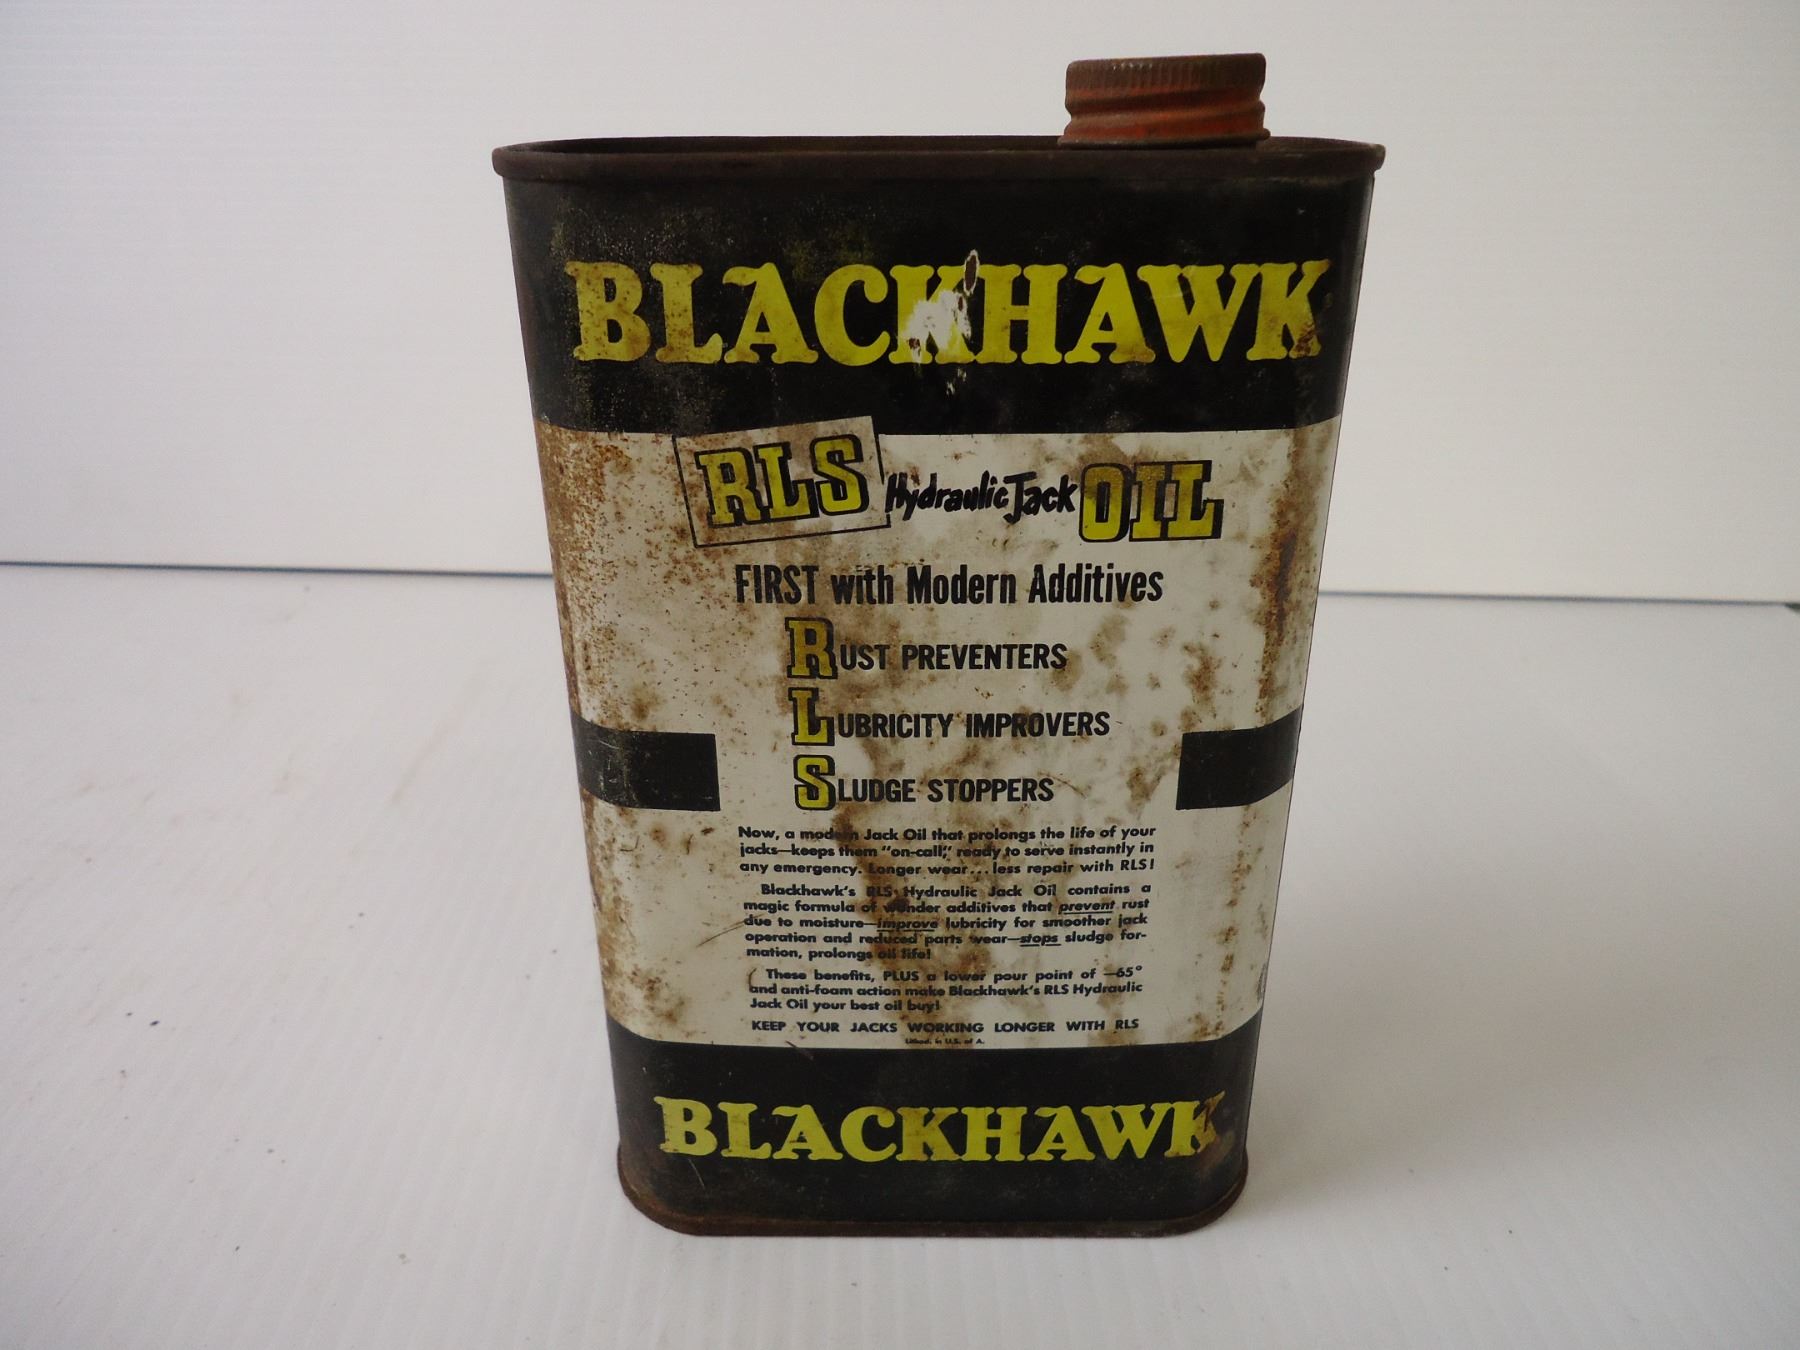 BLACKHAWK
RLS Hydraulic Jack OIL
FIRST with Modern Additives
RUST PREVENTERS
LUBRICITY IMPROVERS
SLUDGE STOPPERS
Now, a modern Jack Oil that prolongs the life of your
jacks—keeps them "on-call," ready to serve instantly in
any emergency. Longer wear...less repair with RLS!
Blackhawk's RLS Hydraulic Jack Oil contains a
magic formula of wonder additives that prevent rust
due to moisture—improve lubricity for smoother jack
operation and reduced parts wear—stops sludge for-
mation, prolongs oil life!
These benefits, PLUS a lower pour point of —65°
and anti-foam action make Blackhawk's RLS Hydraulic
Jack Oil your best oil buy!
KEEP YOUR JACKS WORKING LONGER WITH RLS
Lithod. in U.S. of A.
BLACKHAWK